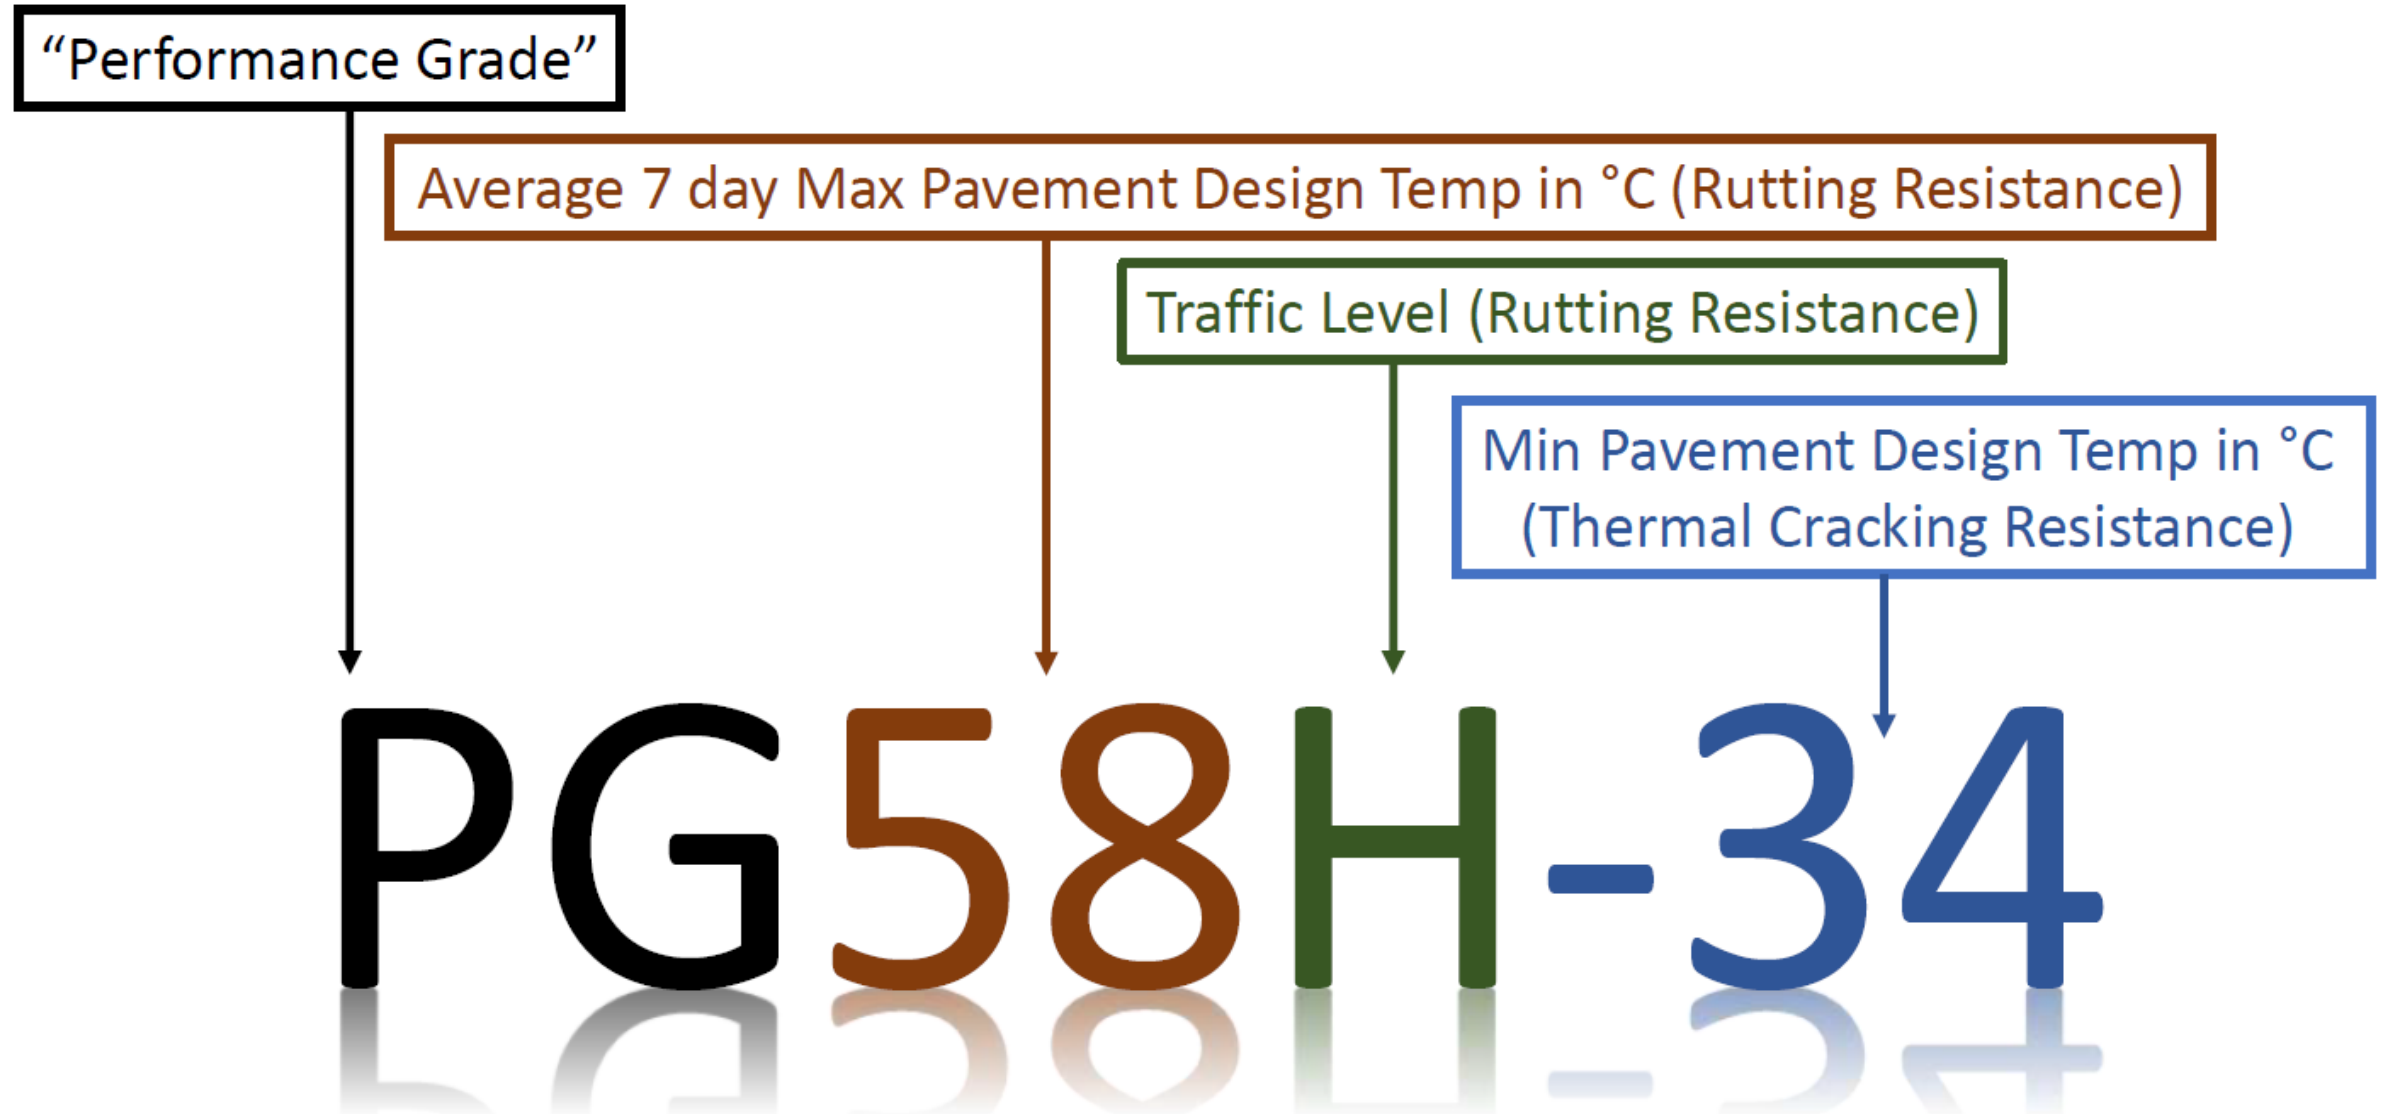 “Performance Grade”
Average 7 day Max Pavement Design Temp in °C (Rutting Resistance)
Traffic Level (Rutting Resistance)
Min Pavement Design Temp in °C
(Thermal Cracking Resistance)
PG58H-34